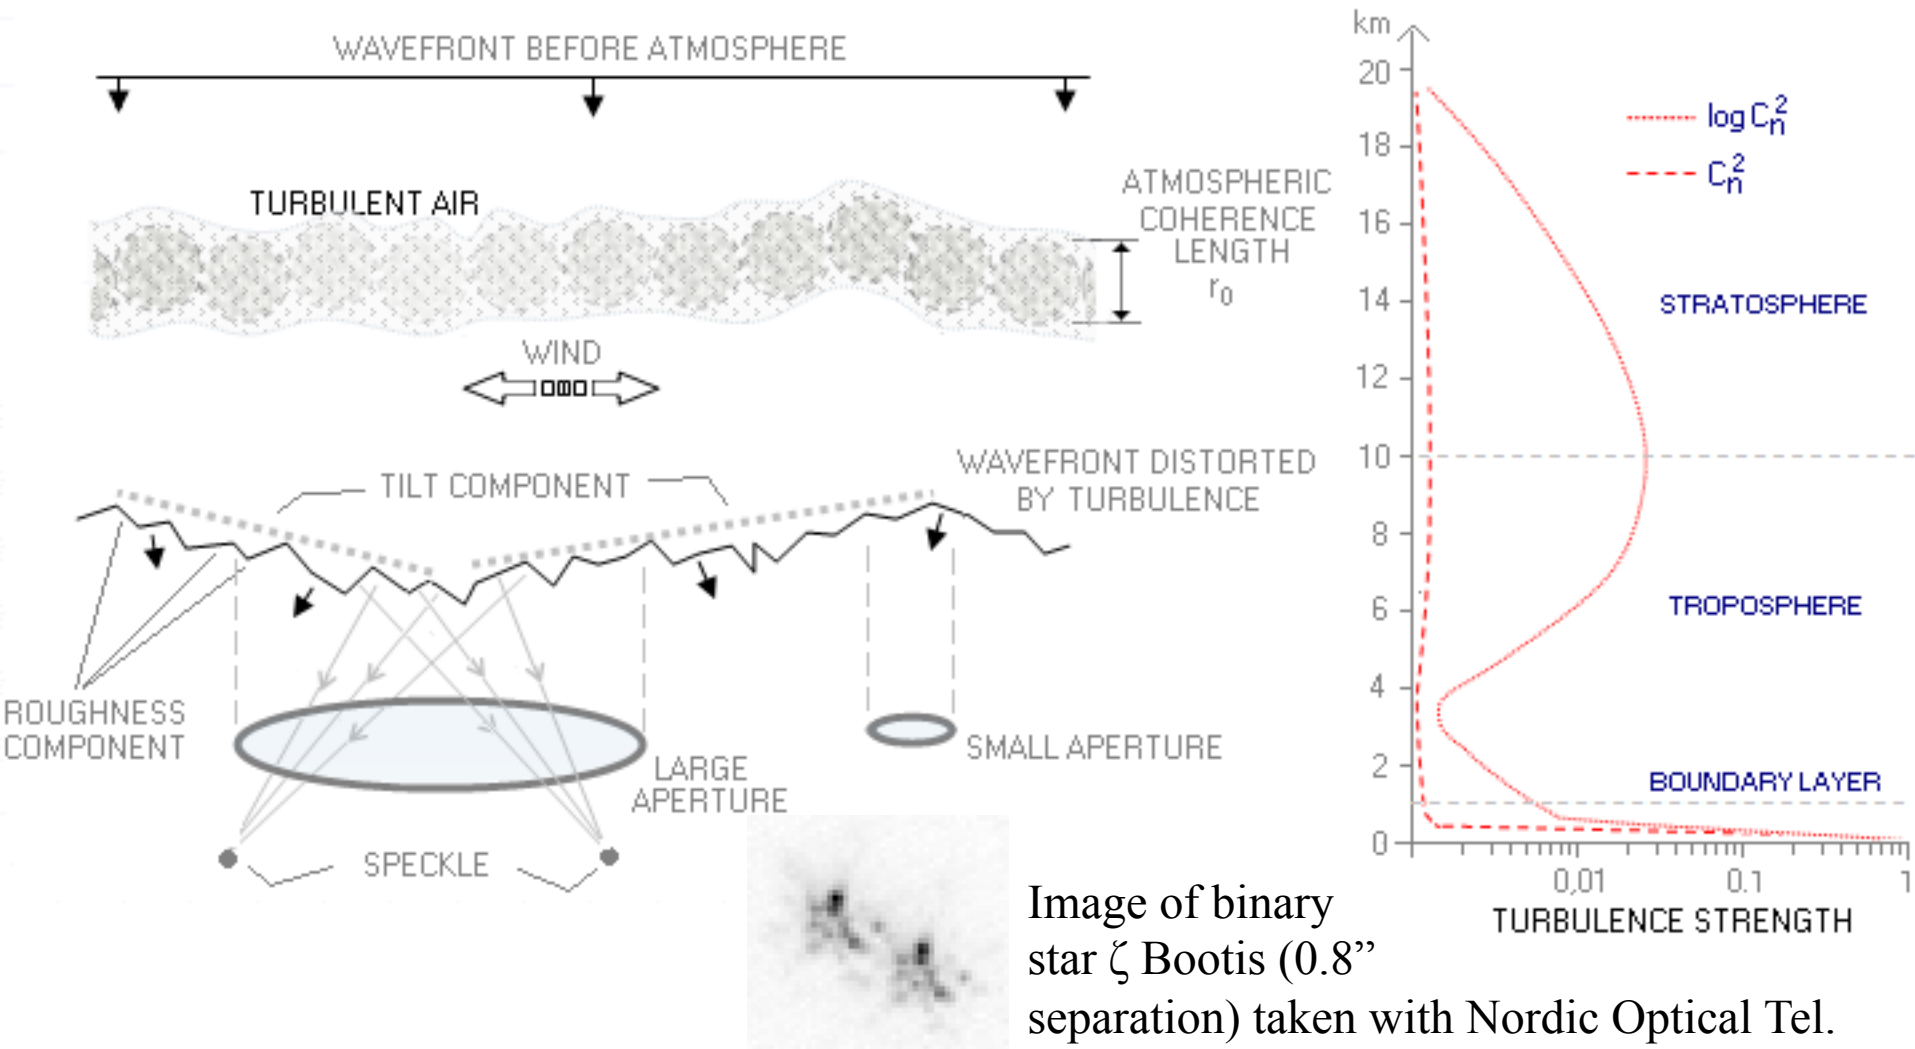 WAVEFRONT BEFORE ATMOSPHERE
TURBULENT AIR
ATMOSPHERIC
COHERENCE
LENGTH
r0
WIND
TILT COMPONENT
WAVEFRONT DISTORTED
BY TURBULENCE
ROUGHNESS
COMPONENT
LARGE
APERTURE
SMALL APERTURE
SPECKLE
Image of binary
star ζ Bootis (0.8”
separation) taken with Nordic Optical Tel.
km
20
18
16
14
12
10
8
6
4
2
0
log Cn2
Cn2
STRATOSPHERE
TROPOSPHERE
BOUNDARY LAYER
0,01 0.1 1
TURBULENCE STRENGTH